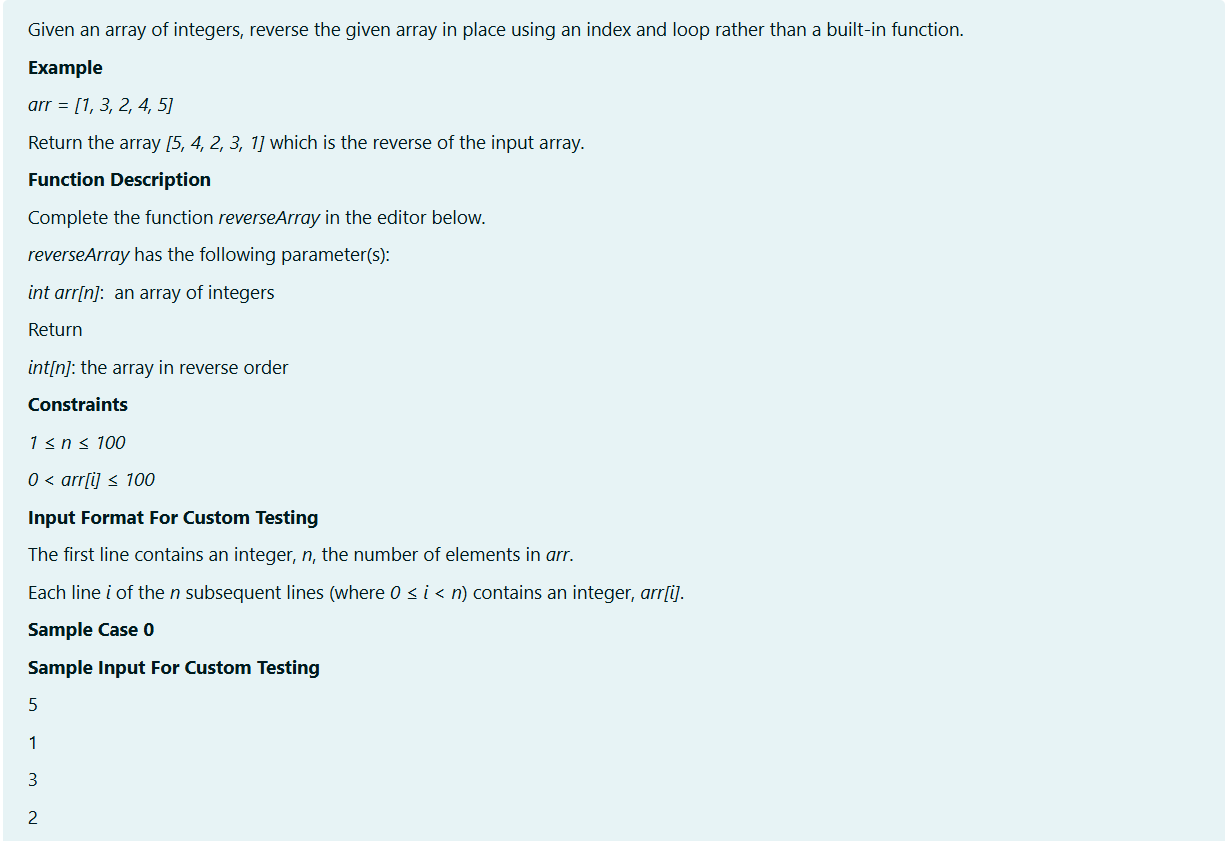 Given an array of integers, reverse the given array in place using an index and loop rather than a built-in function.
Example
arr = [1, 3, 2, 4, 5]
Return the array [5, 4, 2, 3, 1] which is the reverse of the input array.
Function Description
Complete the function reverseArray in the editor below.
reverseArray has the following parameter(s):
int arr[n]: an array of integers
Return
int[n]: the array in reverse order
Constraints
1 ≤ n ≤ 100
0 < arr[i] ≤ 100
Input Format For Custom Testing
The first line contains an integer, n, the number of elements in arr.
Each line i of the n subsequent lines (where 0 ≤ i < n) contains an integer, arr[i].
Sample Case 0
Sample Input For Custom Testing
5
1
3
2